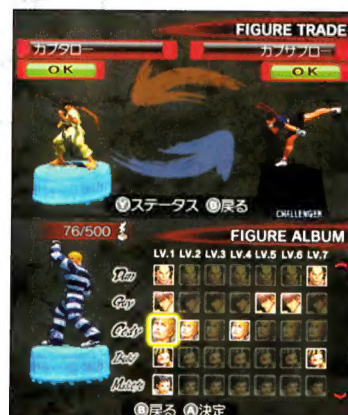 FIGURE TRADE
カプタロー カプサブロー
OK OK
Ⓨステータス Ⓑ戻る
CHALLENGER
76/500
FIGURE ALBUM
LV.1 LV.2 LV.3 LV.4 LV.5 LV.6 LV.7
Guy
Cody
Ⓑ戻る Ⓐ決定